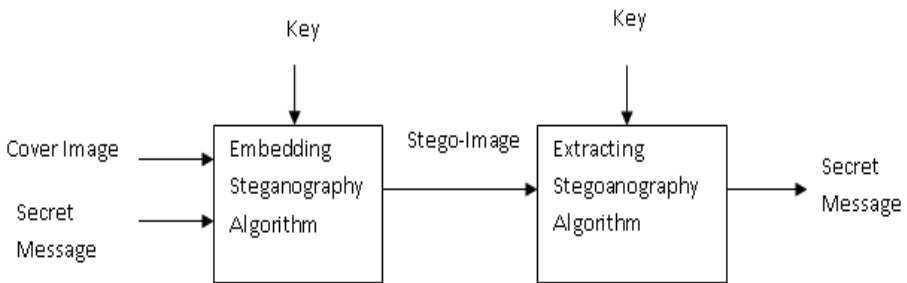 Key
Key
Cover Image
Secret
Message
Embedding
Steganography
Algorithm
Stego-Image
Extracting
Stegoanography
Algorithm
Secret
Message